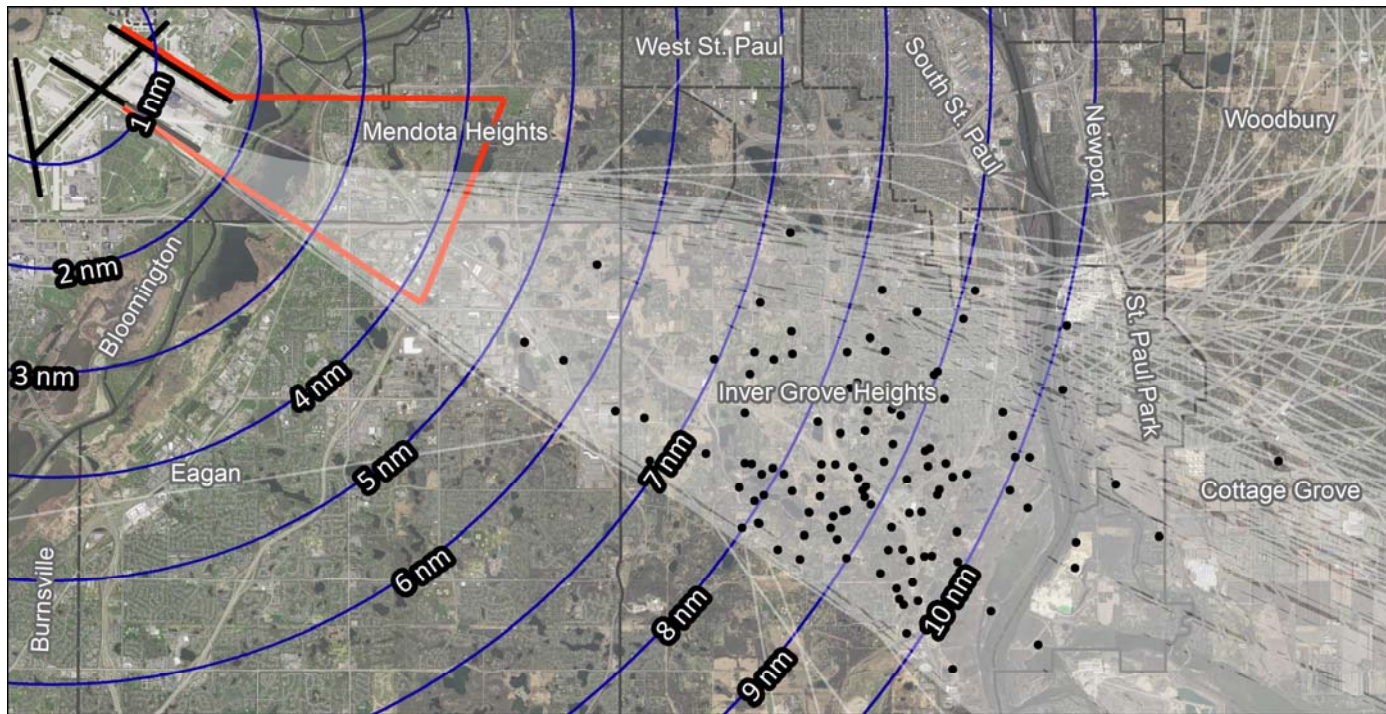 West St. Paul
South St. Paul
1 nm
Mendota Heights
Newport
Woodbury
2 nm
Bloomington
3 nm
4 nm
St. Paul Park
Inver Grove Heights
5 nm
7 nm
Eagan
Cottage Grove
6 nm
Burnsville
8 nm
10 nm
9 nm